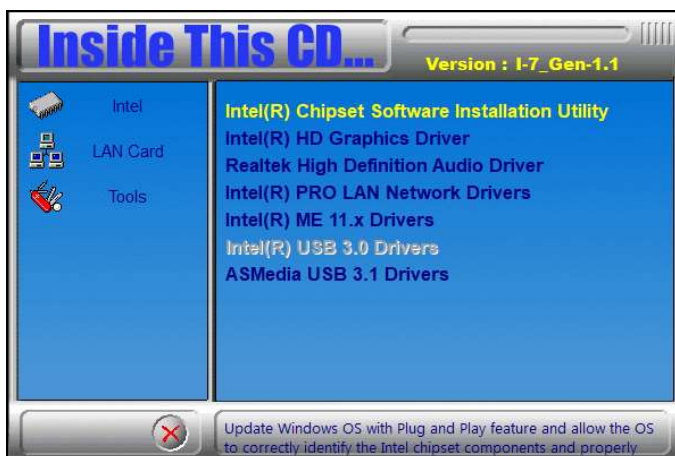 Inside This CD...
Version : I-7_Gen-1.1
Intel
LAN Card
Tools
Intel(R) Chipset Software Installation Utility
Intel(R) HD Graphics Driver
Realtek High Definition Audio Driver
Intel(R) PRO LAN Network Drivers
Intel(R) ME 11.x Drivers
Intel(R) USB 3.0 Drivers
ASMedia USB 3.1 Drivers
Update Windows OS with Plug and Play feature and allow the OS
to correctly identify the Intel chipset components and properly